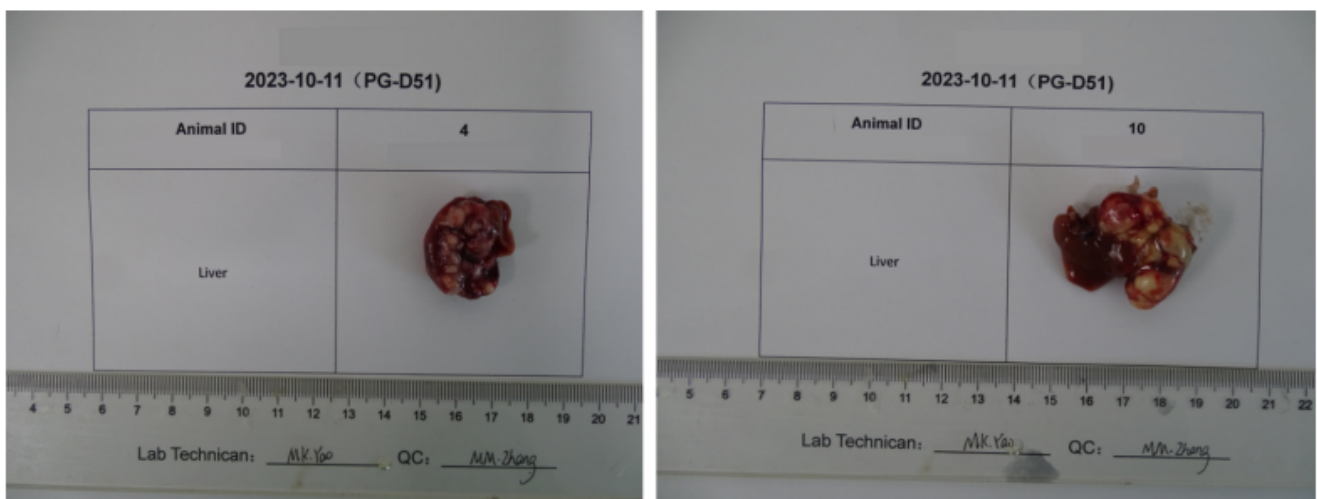 2023-10-11（PG-D51)
Animal ID 4
Liver
4 5 6 7 8 9 10 11 12 13 14 15 16 17 18 19 20 21
Lab Technican: MK.Yao QC: MM.Zhang
2023-10-11（PG-D51)
Animal ID 10
Liver
5 6 7 8 9 10 11 12 13 14 15 16 17 18 19 20 21 22
Lab Technican: MK.Yao QC: MM.Zhang